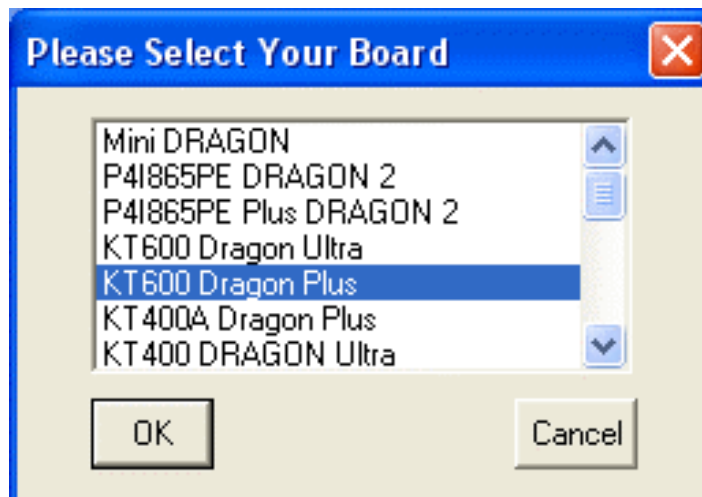 Please Select Your Board
Mini DRAGON
P4I865PE DRAGON 2
P4I865PE Plus DRAGON 2
KT600 Dragon Ultra
KT600 Dragon Plus
KT400A Dragon Plus
KT400 DRAGON Ultra
OK Cancel